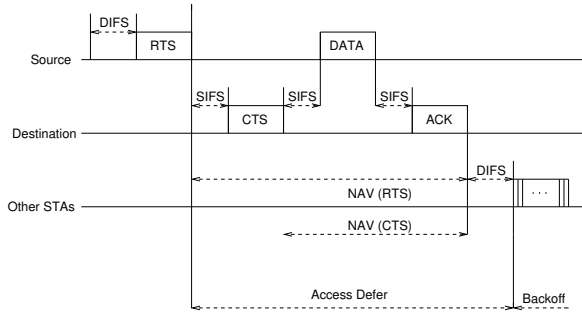 DIFS
RTS
DATA
Source
SIFS
SIFS
SIFS
CTS
ACK
Destination
DIFS
NAV (RTS)
. . .
Other STAs
NAV (CTS)
Access Defer
Backoff